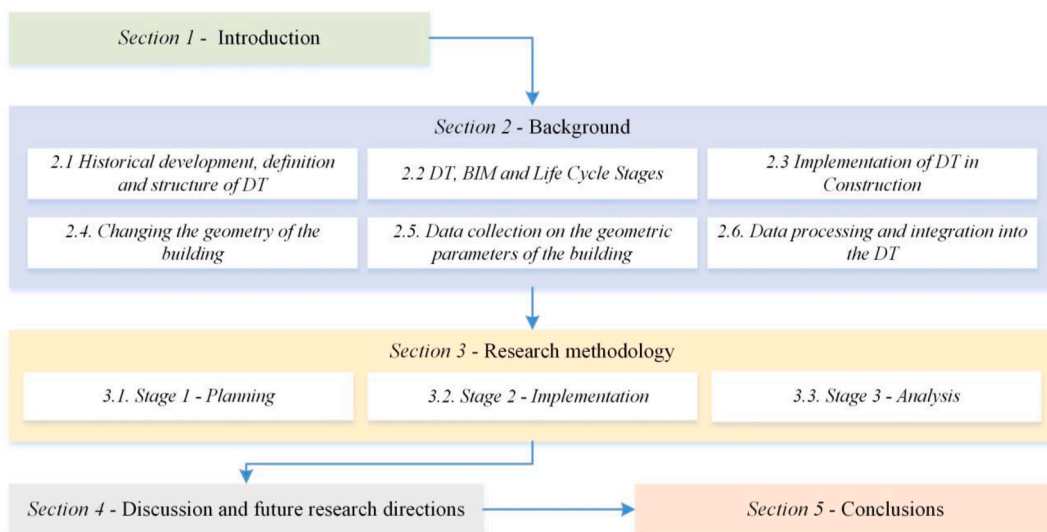 Section 1 - Introduction
Section 2 - Background
2.1 Historical development, definition
and structure of DT
2.2 DT, BIM and Life Cycle Stages
2.3 Implementation of DT in
Construction
2.4. Changing the geometry of the
building
2.5. Data collection on the geometric
parameters of the building
2.6. Data processing and integration into
the DT
Section 3 - Research methodology
3.1. Stage 1 - Planning
3.2. Stage 2 - Implementation
3.3. Stage 3 - Analysis
Section 4 - Discussion and future research directions
Section 5 - Conclusions